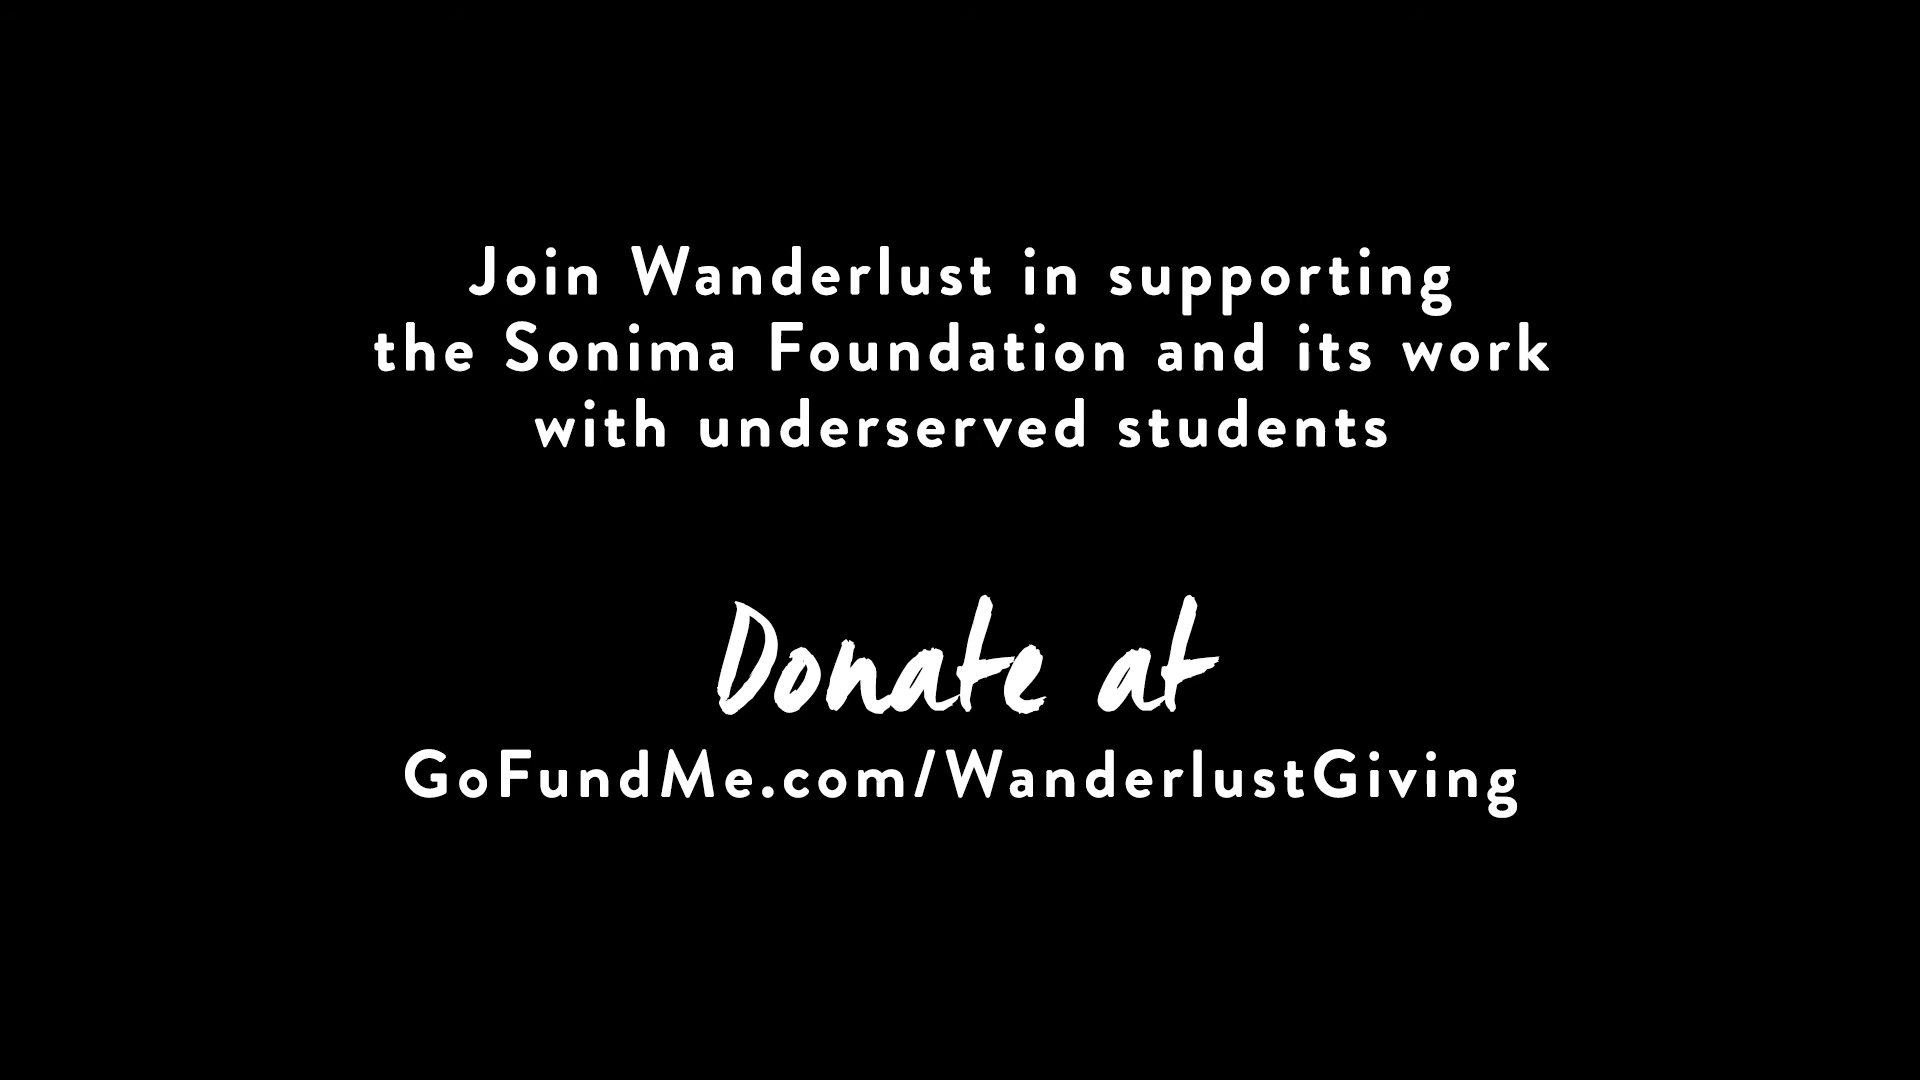 Join Wanderlust in supporting
the Sonima Foundation and its work
with underserved students
Donate at
GoFundMe.com/WanderlustGiving